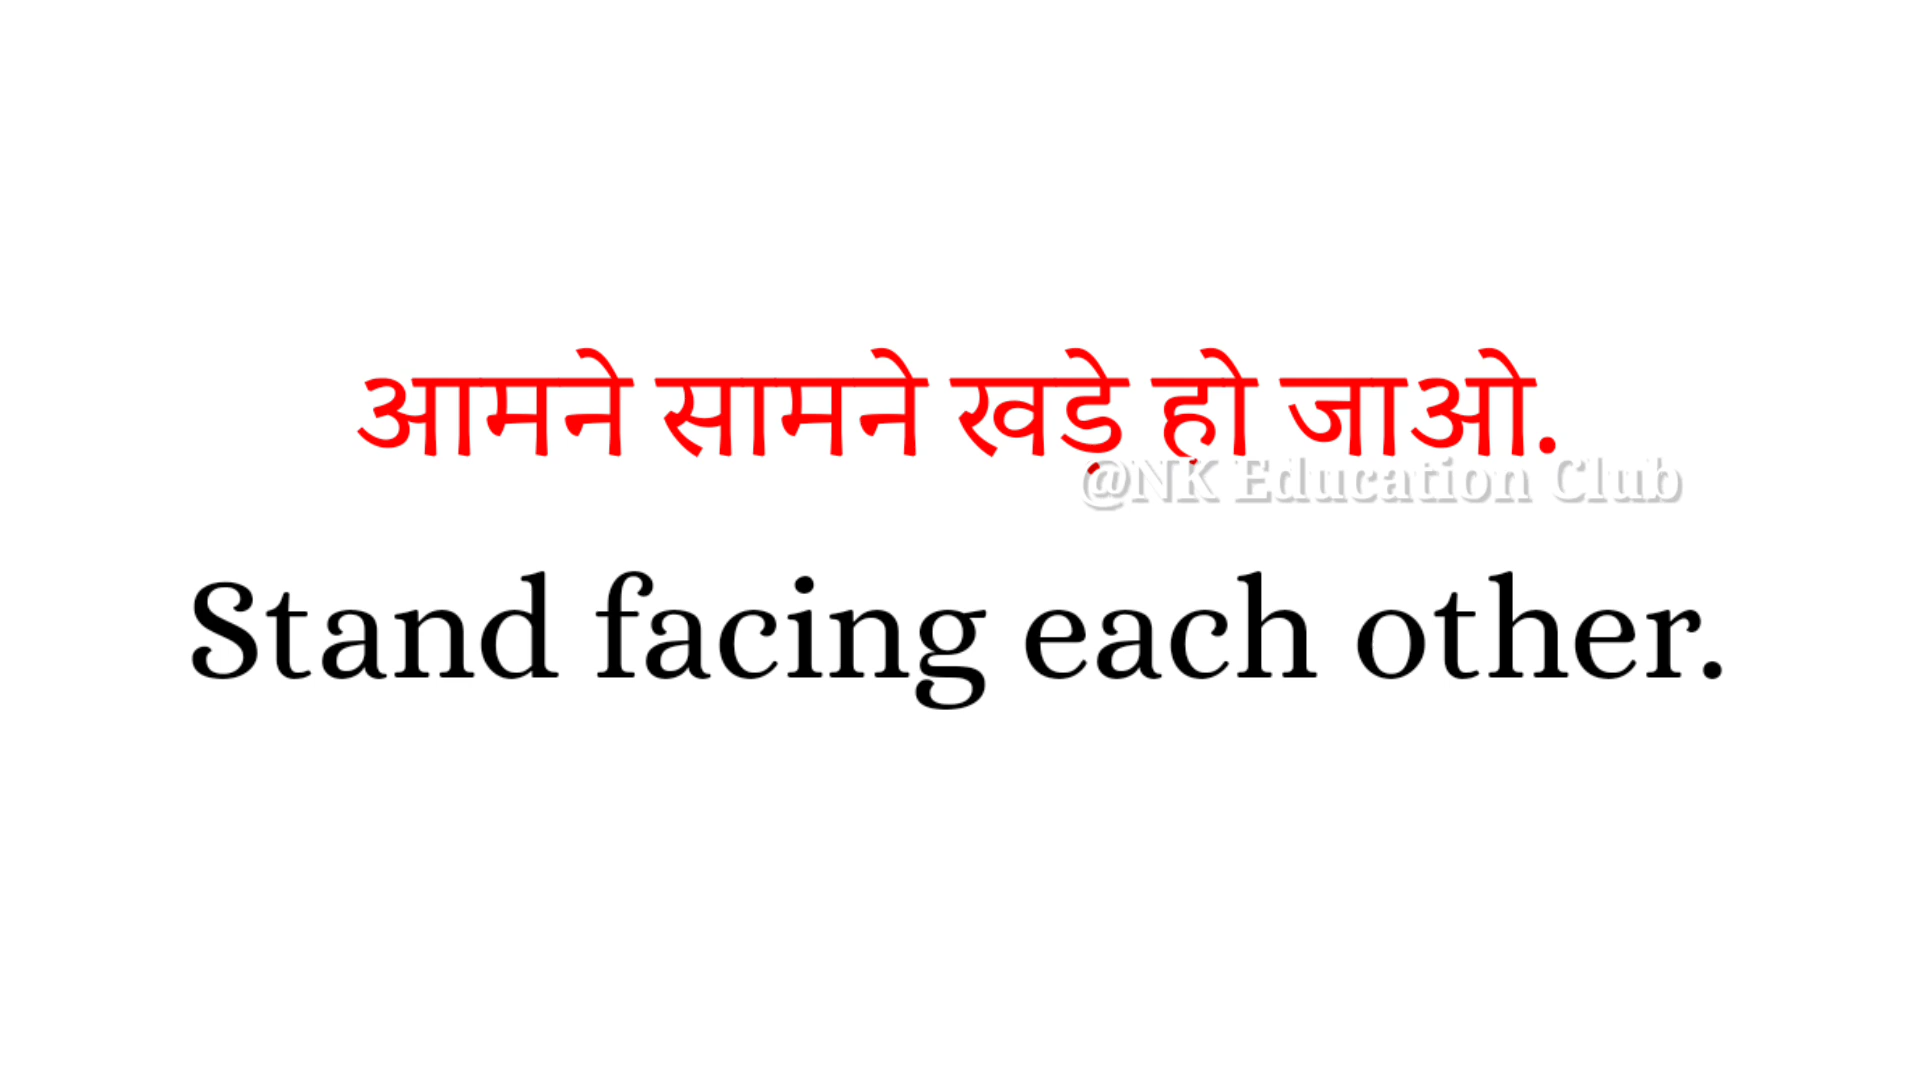 आमने सामने खड़े हो जाओ.
@NK Education Club
Stand facing each other.